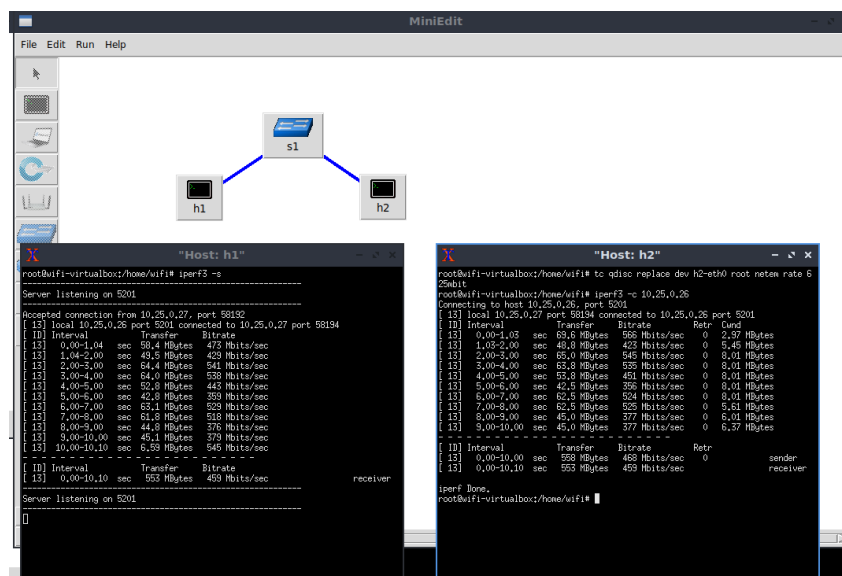 MiniEdit
File Edit Run Help
s1
h1
h2
"Host: h1"
root@wifi-virtualbox:/home/wifi# iperf3 -s
-----------------------------------------------------------
Server listening on 5201
-----------------------------------------------------------
Accepted connection from 10.25.0.27, port 58192
[ 13] local 10.25.0.26 port 5201 connected to 10.25.0.27 port 58194
[ ID] Interval Transfer Bitrate
[ 13] 0.00-1.04 sec 58.4 MBytes 473 Mbits/sec
[ 13] 1.04-2.00 sec 49.5 MBytes 429 Mbits/sec
[ 13] 2.00-3.00 sec 64.4 MBytes 541 Mbits/sec
[ 13] 3.00-4.00 sec 64.0 MBytes 538 Mbits/sec
[ 13] 4.00-5.00 sec 52.8 MBytes 443 Mbits/sec
[ 13] 5.00-6.00 sec 42.8 MBytes 359 Mbits/sec
[ 13] 6.00-7.00 sec 63.1 MBytes 529 Mbits/sec
[ 13] 7.00-8.00 sec 61.8 MBytes 518 Mbits/sec
[ 13] 8.00-9.00 sec 44.8 MBytes 376 Mbits/sec
[ 13] 9.00-10.00 sec 45.1 MBytes 379 Mbits/sec
[ 13] 10.00-10.10 sec 6.59 MBytes 545 Mbits/sec
- - - - - - - - - - - - - - - - - - - - - - - - -
[ ID] Interval Transfer Bitrate
[ 13] 0.00-10.10 sec 553 MBytes 459 Mbits/sec receiver
-----------------------------------------------------------
Server listening on 5201
-----------------------------------------------------------
"Host: h2"
root@wifi-virtualbox:/home/wifi# tc qdisc replace dev h2-eth0 root netem rate 6
25mbit
root@wifi-virtualbox:/home/wifi# iperf3 -c 10.25.0.26
Connecting to host 10.25.0.26, port 5201
[ 13] local 10.25.0.27 port 58194 connected to 10.25.0.26 port 5201
[ ID] Interval Transfer Bitrate Retr Cwnd
[ 13] 0.00-1.03 sec 69.6 MBytes 566 Mbits/sec 0 2.97 MBytes
[ 13] 1.03-2.00 sec 48.8 MBytes 423 Mbits/sec 0 5.45 MBytes
[ 13] 2.00-3.00 sec 65.0 MBytes 545 Mbits/sec 0 8.01 MBytes
[ 13] 3.00-4.00 sec 63.8 MBytes 535 Mbits/sec 0 8.01 MBytes
[ 13] 4.00-5.00 sec 53.8 MBytes 451 Mbits/sec 0 8.01 MBytes
[ 13] 5.00-6.00 sec 42.5 MBytes 356 Mbits/sec 0 8.01 MBytes
[ 13] 6.00-7.00 sec 62.5 MBytes 524 Mbits/sec 0 8.01 MBytes
[ 13] 7.00-8.00 sec 62.5 MBytes 525 Mbits/sec 0 5.61 MBytes
[ 13] 8.00-9.00 sec 45.0 MBytes 377 Mbits/sec 0 6.01 MBytes
[ 13] 9.00-10.00 sec 45.0 MBytes 377 Mbits/sec 0 6.37 MBytes
- - - - - - - - - - - - - - - - - - - - - - - - -
[ ID] Interval Transfer Bitrate Retr
[ 13] 0.00-10.00 sec 558 MBytes 468 Mbits/sec 0 sender
[ 13] 0.00-10.10 sec 553 MBytes 459 Mbits/sec receiver
iperf Done.
root@wifi-virtualbox:/home/wifi#